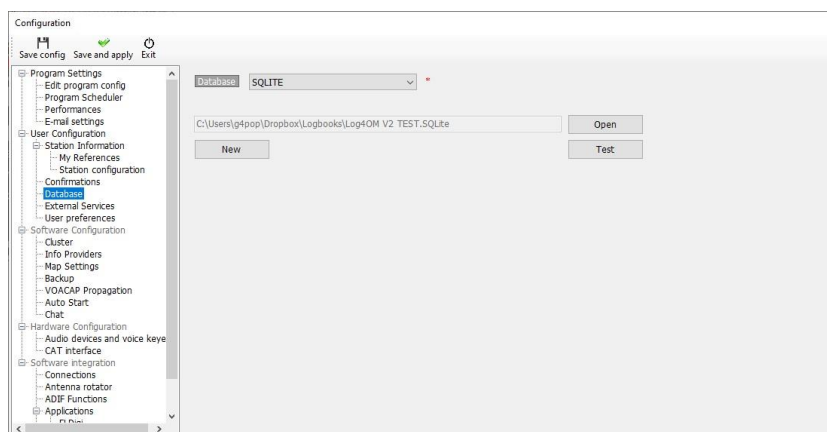 Configuration
Save config Save and apply Exit
Program Settings
Edit program config
Program Scheduler
Performances
E-mail settings
User Configuration
Station Information
My References
Station configuration
Confirmations
Database
External Services
User preferences
Software Configuration
Cluster
Info Providers
Map Settings
Backup
VOACAP Propagation
Auto Start
Chat
Hardware Configuration
Audio devices and voice keye
CAT interface
Software integration
Connections
Antenna rotator
ADIF Functions
Applications
Database SQLITE *
C:\Users\g4pop\Dropbox\Logbooks\Log4OM V2 TEST.SQLite Open
New Test